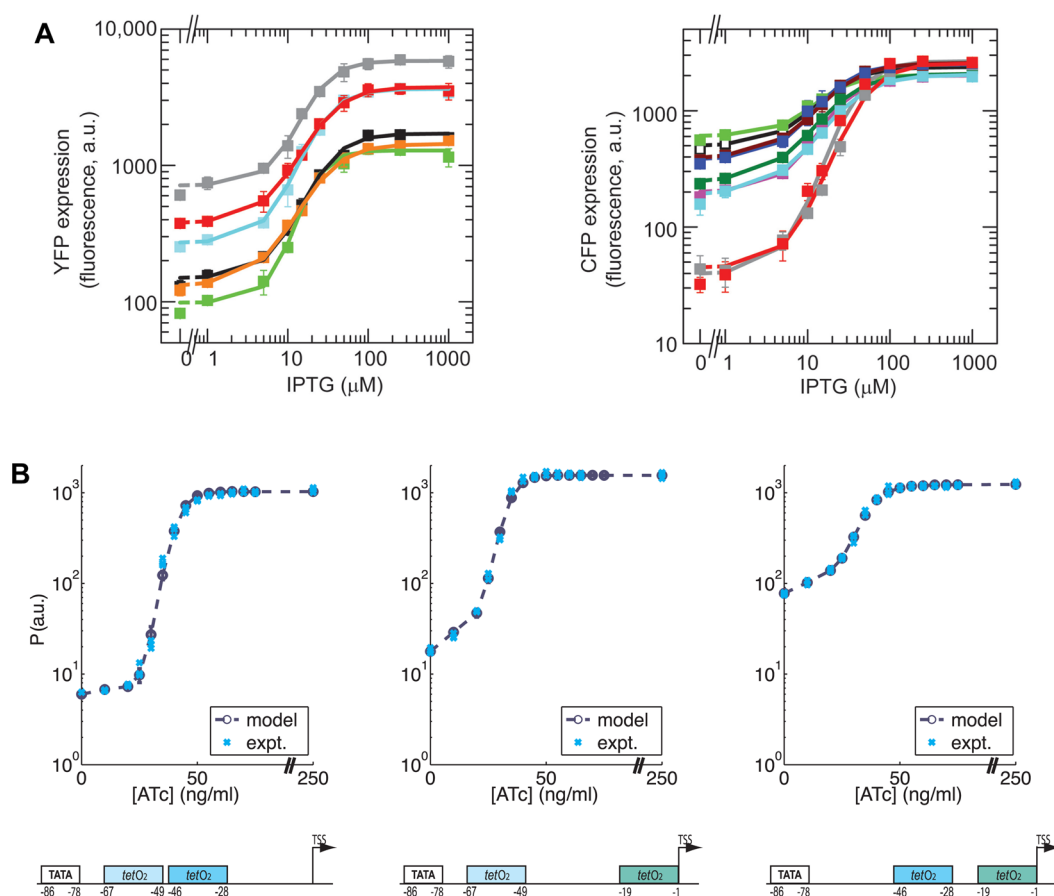 A
10,000
1000
100
YFP expression
(fluorescence, a.u.)
0 1 10 100 1000
IPTG (μM)
1000
100
10
CFP expression
(fluorescence, a.u.)
0 1 10 100 1000
IPTG (μM)
B
10³
10²
10¹
10⁰
P(a.u.)
model
expt.
0 50 250
[ATc] (ng/ml)
10³
10²
10¹
10⁰
model
expt.
0 50 250
[ATc] (ng/ml)
10³
10²
10¹
10⁰
model
expt.
0 50 250
[ATc] (ng/ml)
TSS
TATA tetO2 tetO2
-86 -78 -67 -49 -46 -28
TSS
TATA tetO2 tetO2
-86 -78 -67 -49 -19 -1
TSS
TATA tetO2 tetO2
-86 -78 -46 -28 -19 -1